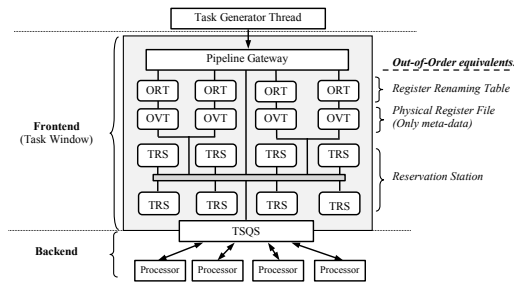 Task Generator Thread
Pipeline Gateway
Out-of-Order equivalents:
ORT ORT ORT ORT
Register Renaming Table
OVT OVT OVT OVT
Physical Register File
(Only meta-data)
Frontend
(Task Window)
TRS TRS TRS TRS
Reservation Station
TRS TRS TRS TRS
TSQS
Backend
Processor Processor Processor Processor